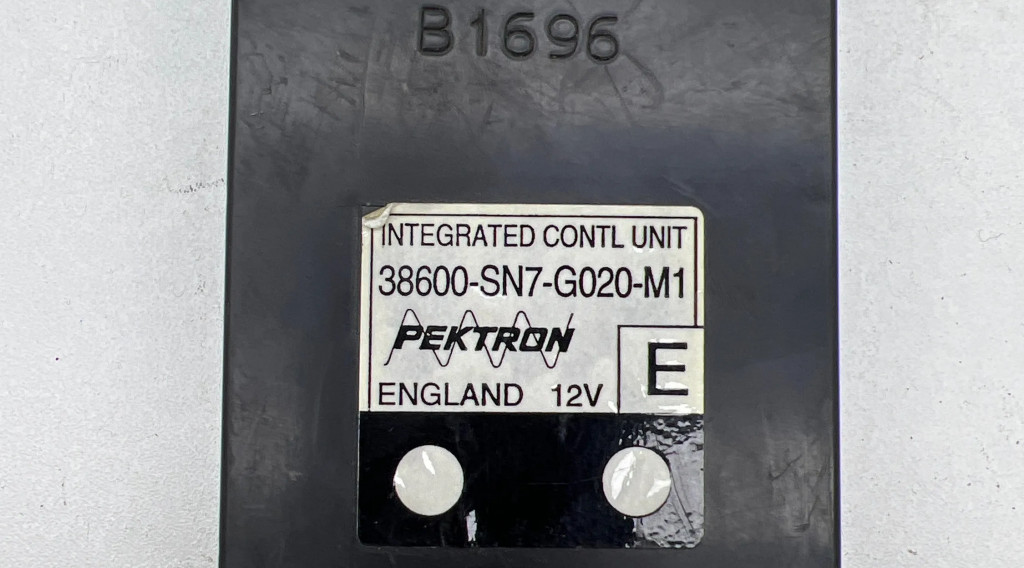 B1696
INTEGRATED CONTL UNIT
38600-SN7-G020-M1
PEKTRON
E
ENGLAND 12V